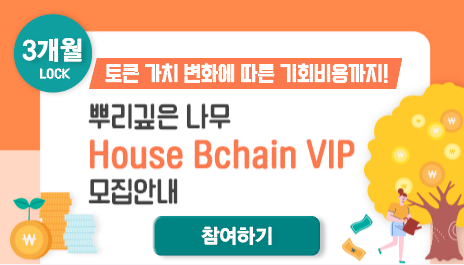 3개월
LOCK
토큰 가치 변화에 따른 기회비용까지!
뿌리깊은 나무
House Bchain VIP
모집안내
참여하기